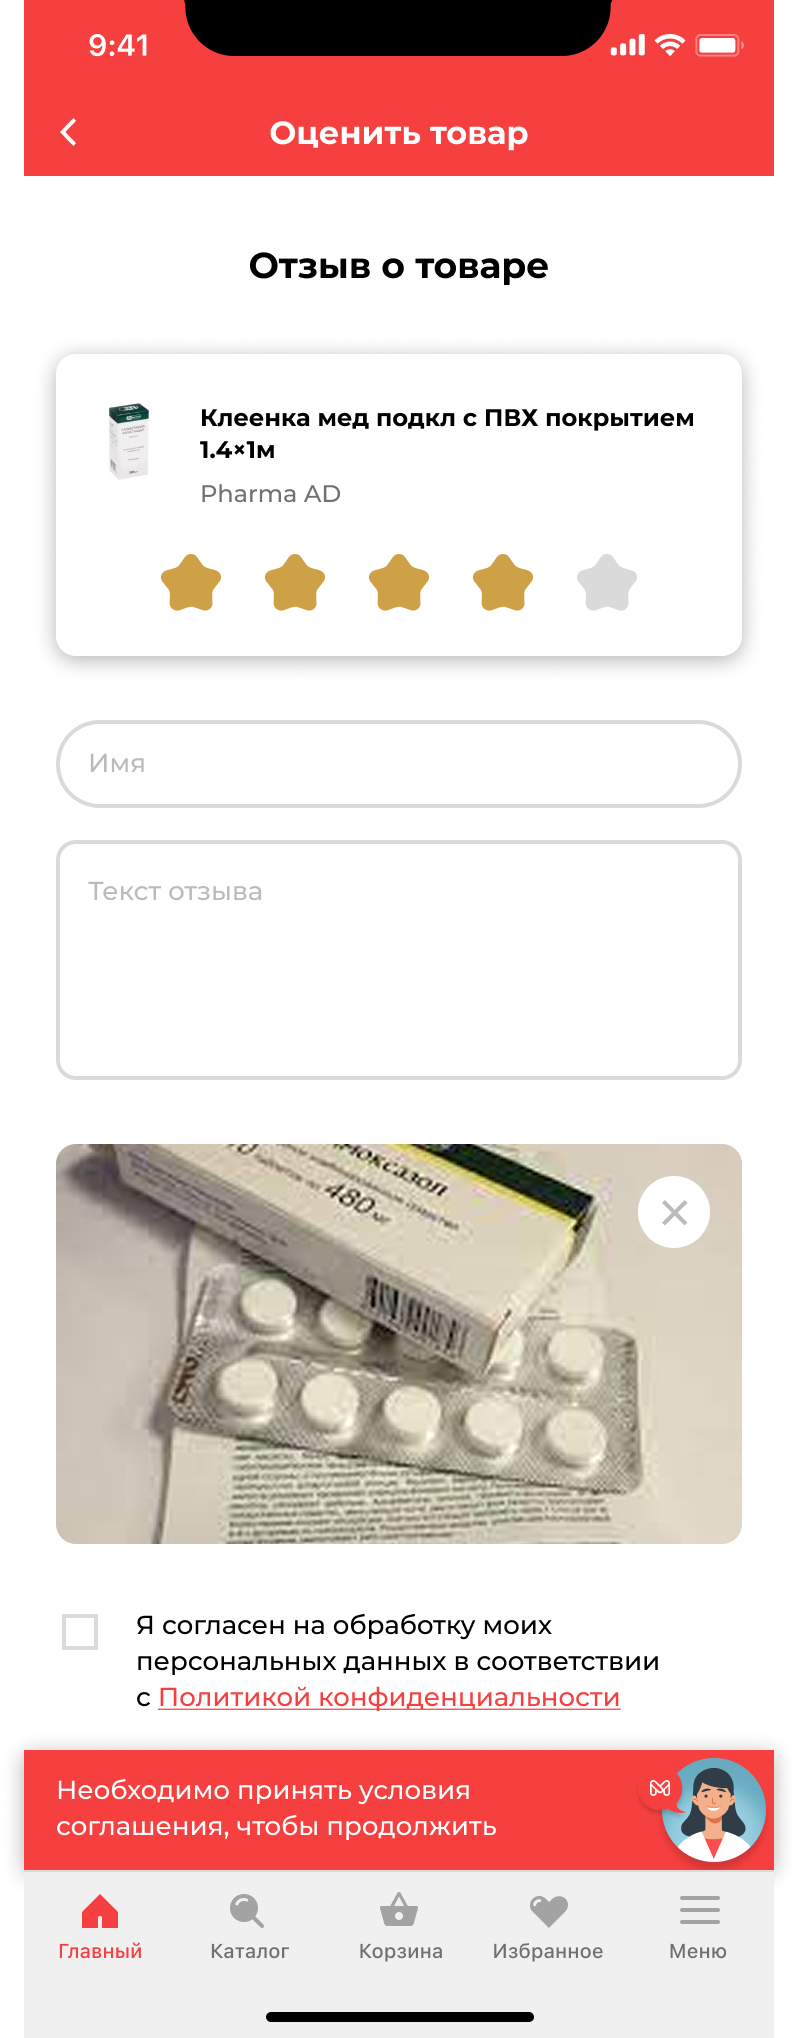 9:41
Оценить товар
Отзыв о товаре
Клеенка мед подкл с ПВХ покрытием
1.4×1м
Pharma AD
Имя
Текст отзыва
480 мг
Я согласен на обработку моих
персональных данных в соответствии
с Политикой конфиденциальности
Необходимо принять условия
соглашения, чтобы продолжить
Главный
Каталог
Корзина
Избранное
Меню